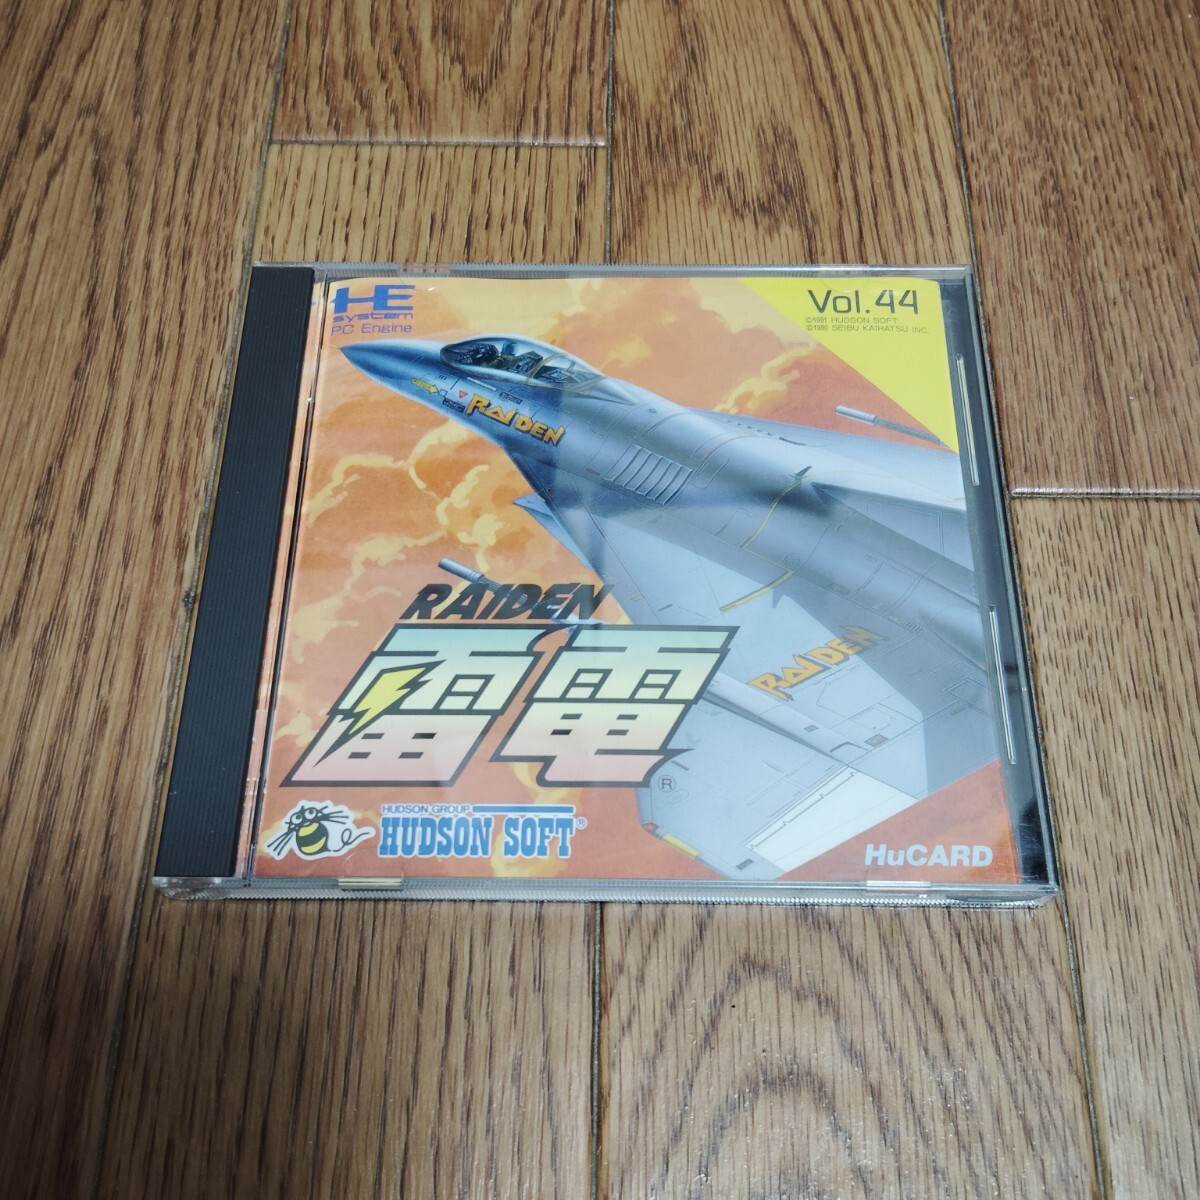 HE
system
PC Engine
Vol.44
©1991 HUDSON SOFT
©1990 SEIBU KAIHATSU INC.
RAIDEN
RAIDEN
RAIDEN
雷電
®
HUDSON GROUP
HUDSON SOFT®
HuCARD